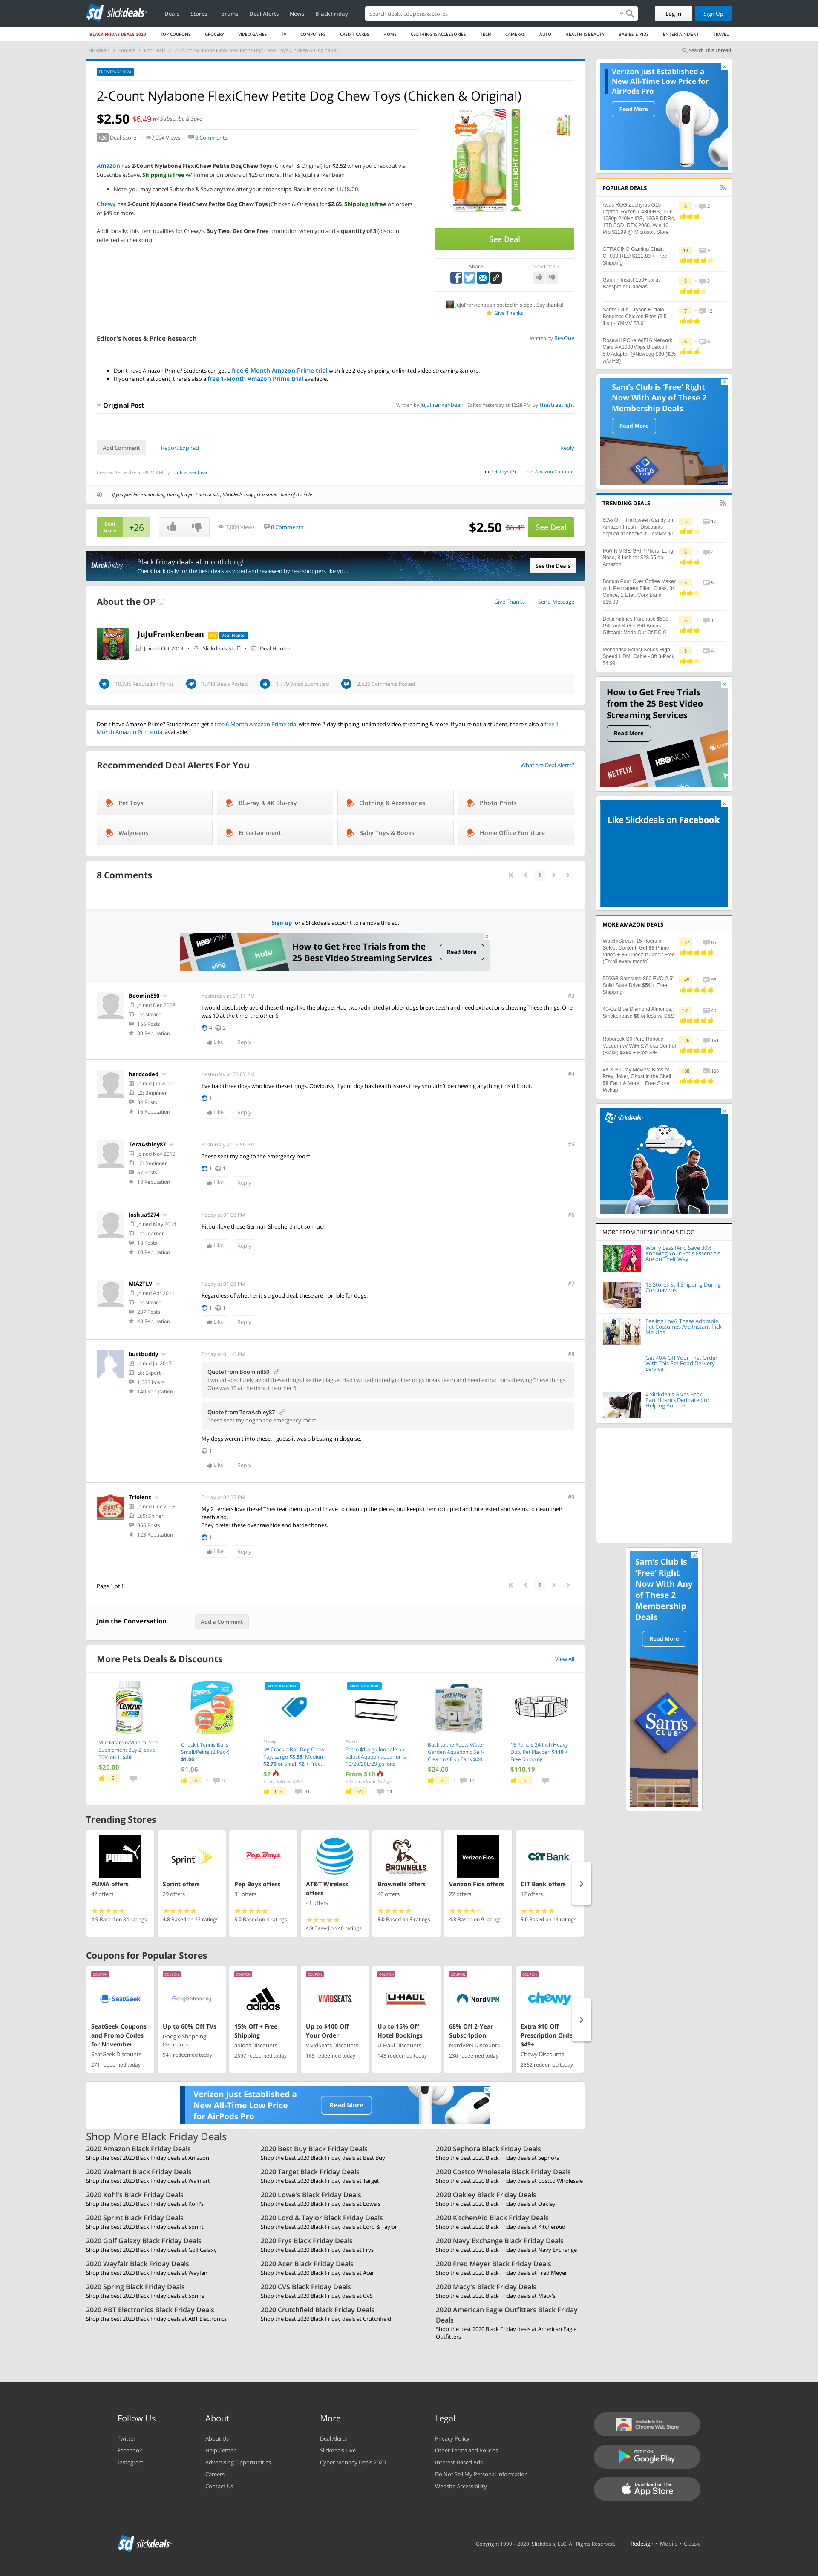 slickdeals
Deals Stores Forums Deal Alerts News Black Friday
Search deals, coupons & stores
Log In Sign Up
BLACK FRIDAY DEALS 2020 TOP COUPONS GROCERY VIDEO GAMES TV COMPUTERS CREDIT CARDS HOME CLOTHING & ACCESSORIES TECH CAMERAS AUTO HEALTH & BEAUTY BABIES & KIDS ENTERTAINMENT TRAVEL
Slickdeals Forums Hot Deals 2-Count Nylabone FlexiChew Petite Dog Chew Toys (Chicken & Original) &...
Search This Thread
FRONTPAGE DEAL
2-Count Nylabone FlexiChew Petite Dog Chew Toys (Chicken & Original)
$2.50 $6.49 w/ Subscribe & Save
+26 Deal Score 7,004 Views 8 Comments
Amazon has 2-Count Nylabone FlexiChew Petite Dog Chew Toys (Chicken & Original) for $2.52 when you checkout via
Subscribe & Save. Shipping is free w/ Prime or on orders of $25 or more. Thanks JuJuFrankenbean
Note, you may cancel Subscribe & Save anytime after your order ships. Back in stock on 11/18/20.
Chewy has 2-Count Nylabone FlexiChew Petite Dog Chew Toys (Chicken & Original) for $2.65. Shipping is free on orders
of $49 or more.
Additionally, this item qualifies for Chewy's Buy Two, Get One Free promotion when you add a quantity of 3 (discount
reflected at checkout).
See Deal
Share Good deal?
JuJuFrankenbean posted this deal. Say thanks!
Give Thanks
Editor's Notes & Price Research
Written by RevOne
Don't have Amazon Prime? Students can get a free 6-Month Amazon Prime trial with free 2-day shipping, unlimited video streaming & more.
If you're not a student, there's also a free 1-Month Amazon Prime trial available.
Original Post
Written by JuJuFrankenbean Edited Yesterday at 12:28 PM by thestreetlight
Add Comment Report Expired Reply
Created Yesterday at 09:24 AM by JuJuFrankenbean
in Pet Toys (7) Get Amazon Coupons
If you purchase something through a post on our site, Slickdeals may get a small share of the sale.
Deal Score +26
7,004 Views 8 Comments
$2.50 $6.49 See Deal
blackfriday
Black Friday deals all month long!
Check back daily for the best deals as voted and reviewed by real shoppers like you.
See the Deals
About the OP
Give Thanks Send Message
JuJuFrankenbean Pro Deal Hunter
Joined Oct 2019 Slickdeals Staff Deal Hunter
10,936 Reputation Points 1,743 Deals Posted 1,779 Votes Submitted 2,526 Comments Posted
Don't have Amazon Prime? Students can get a free 6-Month Amazon Prime trial with free 2-day shipping, unlimited video streaming & more. If you're not a student, there's also a free 1-
Month Amazon Prime trial available.
Recommended Deal Alerts For You
What are Deal Alerts?
Pet Toys Blu-ray & 4K Blu-ray Clothing & Accessories Photo Prints
Walgreens Entertainment Baby Toys & Books Home Office Furniture
8 Comments
1
Sign up for a Slickdeals account to remove this ad.
HBO NOW
sling hulu
How to Get Free Trials from the
25 Best Video Streaming Services
Read More
Boomin850
Joined Dec 2008
L3: Novice
156 Posts
80 Reputation
Yesterday at 01:17 PM #3
I would absolutely avoid these things like the plague. Had two (admittedly) older dogs break teeth and need extractions chewing These things. One
was 10 at the time, the other 6.
4 2
Like Reply
hardcoded
Joined Jun 2011
L2: Beginner
34 Posts
16 Reputation
Yesterday at 03:07 PM #4
I've had three dogs who love these things. Obviously if your dog has health issues they shouldn't be chewing anything this difficult.
1
Like Reply
TeraAshley87
Joined Nov 2013
L2: Beginner
67 Posts
18 Reputation
Yesterday at 07:50 PM #5
These sent my dog to the emergency room
1 1
Like Reply
Joshua9274
Joined May 2014
L1: Learner
18 Posts
10 Reputation
Today at 01:08 PM #6
Pitbull love these German Shepherd not so much
Like Reply
MIA2TLV
Joined Apr 2011
L3: Novice
237 Posts
48 Reputation
Today at 01:08 PM #7
Regardless of whether it's a good deal, these are horrible for dogs.
1 1
Like Reply
buttbuddy
Joined Jul 2017
L6: Expert
1,083 Posts
140 Reputation
Today at 01:10 PM #8
Quote from Boomin850
I would absolutely avoid these things like the plague. Had two (admittedly) older dogs break teeth and need extractions chewing These things.
One was 10 at the time, the other 6.
Quote from TeraAshley87
These sent my dog to the emergency room
My dogs weren't into these. I guess it was a blessing in disguise.
1
Like Reply
Triolent
Joined Dec 2003
L69: Shiner!
366 Posts
123 Reputation
Today at 02:37 PM #9
My 2 terriers love these! They tear them up and I have to clean up the pieces, but keeps them occupied and interested and seems to clean their
teeth also.
They prefer these over rawhide and harder bones.
1
Like Reply
Page 1 of 1
1
Join the Conversation Add a Comment
More Pets Deals & Discounts
View All
Multivitamin/Multimineral
Supplement Buy 2, save
50% on 1, $20
$20.00
Chuckit Tennis Balls
Small/Petite (2 Pack)
$1.06
$1.06
FRONTPAGE DEAL
Chewy
JW Crackle Ball Dog Chew
Toy: Large $3.35, Medium
$2.70 or Small $2 + Free...
$2
+ Free S&H on $49+
113 31
FRONTPAGE DEAL
Petco
Petco $1 a gallon sale on
select Aqueon aquariums
10/20/20L/29 gallons
From $10
+ Free Curbside Pickup
65 54
Back to the Roots Water
Garden Aquaponic Self-
Cleaning Fish Tank $24...
$24.00
4 12
16 Panels 24 Inch Heavy
Duty Pet Playpen $110 +
Free Shipping
$110.19
6 1
Trending Stores
PUMA offers
42 offers
4.9 Based on 34 ratings
Sprint offers
29 offers
4.8 Based on 33 ratings
Pep Boys offers
31 offers
5.0 Based on 4 ratings
AT&T Wireless
offers
41 offers
4.9 Based on 40 ratings
Brownells offers
40 offers
5.0 Based on 3 ratings
Verizon Fios offers
22 offers
4.3 Based on 9 ratings
CIT Bank offers
17 offers
5.0 Based on 14 ratings
Coupons for Popular Stores
COUPON
SeatGeek
SeatGeek Coupons
and Promo Codes
for November
SeatGeek Discounts
271 redeemed today
COUPON
Google Shopping
Up to 60% Off TVs
Google Shopping
Discounts
941 redeemed today
COUPON
adidas
15% Off + Free
Shipping
adidas Discounts
2397 redeemed today
COUPON
VIVIDSEATS
Up to $100 Off
Your Order
VividSeats Discounts
165 redeemed today
COUPON
U-HAUL
Up to 15% Off
Hotel Bookings
U-Haul Discounts
143 redeemed today
COUPON
NordVPN
68% Off 2-Year
Subscription
NordVPN Discounts
230 redeemed today
COUPON
chewy
Extra $10 Off
Prescription Orde
$49+
Chewy Discounts
2562 redeemed today
Verizon Just Established a
New All-Time Low Price
for AirPods Pro
Read More
Shop More Black Friday Deals
2020 Amazon Black Friday Deals
Shop the best 2020 Black Friday deals at Amazon
2020 Best Buy Black Friday Deals
Shop the best 2020 Black Friday deals at Best Buy
2020 Sephora Black Friday Deals
Shop the best 2020 Black Friday deals at Sephora
2020 Walmart Black Friday Deals
Shop the best 2020 Black Friday deals at Walmart
2020 Target Black Friday Deals
Shop the best 2020 Black Friday deals at Target
2020 Costco Wholesale Black Friday Deals
Shop the best 2020 Black Friday deals at Costco Wholesale
2020 Kohl's Black Friday Deals
Shop the best 2020 Black Friday deals at Kohl's
2020 Lowe's Black Friday Deals
Shop the best 2020 Black Friday deals at Lowe's
2020 Oakley Black Friday Deals
Shop the best 2020 Black Friday deals at Oakley
2020 Sprint Black Friday Deals
Shop the best 2020 Black Friday deals at Sprint
2020 Lord & Taylor Black Friday Deals
Shop the best 2020 Black Friday deals at Lord & Taylor
2020 KitchenAid Black Friday Deals
Shop the best 2020 Black Friday deals at KitchenAid
2020 Golf Galaxy Black Friday Deals
Shop the best 2020 Black Friday deals at Golf Galaxy
2020 Frys Black Friday Deals
Shop the best 2020 Black Friday deals at Frys
2020 Navy Exchange Black Friday Deals
Shop the best 2020 Black Friday deals at Navy Exchange
2020 Wayfair Black Friday Deals
Shop the best 2020 Black Friday deals at Wayfair
2020 Acer Black Friday Deals
Shop the best 2020 Black Friday deals at Acer
2020 Fred Meyer Black Friday Deals
Shop the best 2020 Black Friday deals at Fred Meyer
2020 Spring Black Friday Deals
Shop the best 2020 Black Friday deals at Spring
2020 CVS Black Friday Deals
Shop the best 2020 Black Friday deals at CVS
2020 Macy's Black Friday Deals
Shop the best 2020 Black Friday deals at Macy's
2020 ABT Electronics Black Friday Deals
Shop the best 2020 Black Friday deals at ABT Electronics
2020 Crutchfield Black Friday Deals
Shop the best 2020 Black Friday deals at Crutchfield
2020 American Eagle Outfitters Black Friday
Deals
Shop the best 2020 Black Friday deals at American Eagle
Outfitters
Verizon Just Established a
New All-Time Low Price for
AirPods Pro
Read More
POPULAR DEALS
Asus ROG Zephyrus G15
Laptop: Ryzen 7 4800HS, 15.6"
1080p 240Hz IPS, 16GB DDR4,
1TB SSD, RTX 2060, Win 10
Pro $1199 @ Microsoft Store
GTRACING Gaming Chair:
GT099-RED $121.89 + Free
Shipping
Garmin Instict 150+tax at
Basspro or Cabelas
Sam's Club - Tyson Buffalo
Boneless Chicken Bites (3.5
lbs.) - YMMV $3.91
Rosewill PCI-e WiFi 6 Network
Card AX3000Mbps Bluetooth
5.0 Adapter @Newegg $30 ($25
w/o HS)
Sam's Club is 'Free' Right
Now With Any of These 2
Membership Deals
Read More
TRENDING DEALS
60% OFF Halloween Candy on
Amazon Fresh - Discounts
applied at checkout - YMMV $1
IRWIN VISE-GRIP Pliers, Long
Nose, 8-Inch for $28.65 on
Amazon
Bodum Pour Over Coffee Maker
with Permanent Filter, Glass, 34
Ounce, 1 Liter, Cork Band
$15.99
Delta Airlines Purchase $500
Giftcard & Get $50 Bonus
Giftcard: Made Out Of DC-9
Monoprice Select Series High
Speed HDMI Cable - 3ft 3-Pack
$4.99
How to Get Free Trials
from the 25 Best Video
Streaming Services
Read More
NETFLIX HBO NOW hulu
Like Slickdeals on Facebook
MORE AMAZON DEALS
Watch/Stream 15 Hours of
Select Content, Get $5 Prime
Video + $5 Cheez-It Credit Free
(Enroll every month)
500GB Samsung 860 EVO 2.5"
Solid State Drive $54 + Free
Shipping
40-Oz Blue Diamond Almonds,
Smokehouse $8 or less w/ S&S
Roborock S6 Pure Robotic
Vacuum w/ WiFi & Alexa Control
(Black) $360 + Free S/H
4K & Blu-ray Movies: Birds of
Prey, Joker, Ghost in the Shell
$8 Each & More + Free Store
Pickup
slickdeals
MORE FROM THE SLICKDEALS BLOG
Worry Less (And Save 30% )
Knowing Your Pet's Essentials
Are on Their Way
15 Stores Still Shipping During
Coronavirus
Feeling Low? These Adorable
Pet Costumes Are Instant Pick-
Me-Ups
Get 40% Off Your First Order
With This Pet Food Delivery
Service
4 Slickdeals Gives Back
Participants Dedicated to
Helping Animals
Sam's Club is
'Free' Right
Now With Any
of These 2
Membership
Deals
Read More
Sam's CLUB
Follow Us About More Legal
Twitter
Facebook
Instagram
About Us
Help Center
Advertising Opportunities
Careers
Contact Us
Deal Alerts
Slickdeals Live
Cyber Monday Deals 2020
Privacy Policy
Other Terms and Policies
Interest-Based Ads
Do Not Sell My Personal Information
Website Accessibility
Available in the
Chrome Web Store
GET IT ON
Google Play
Download on the
App Store
slickdeals
Copyright 1999 - 2020. Slickdeals, LLC. All Rights Reserved. Redesign • Mobile • Classic